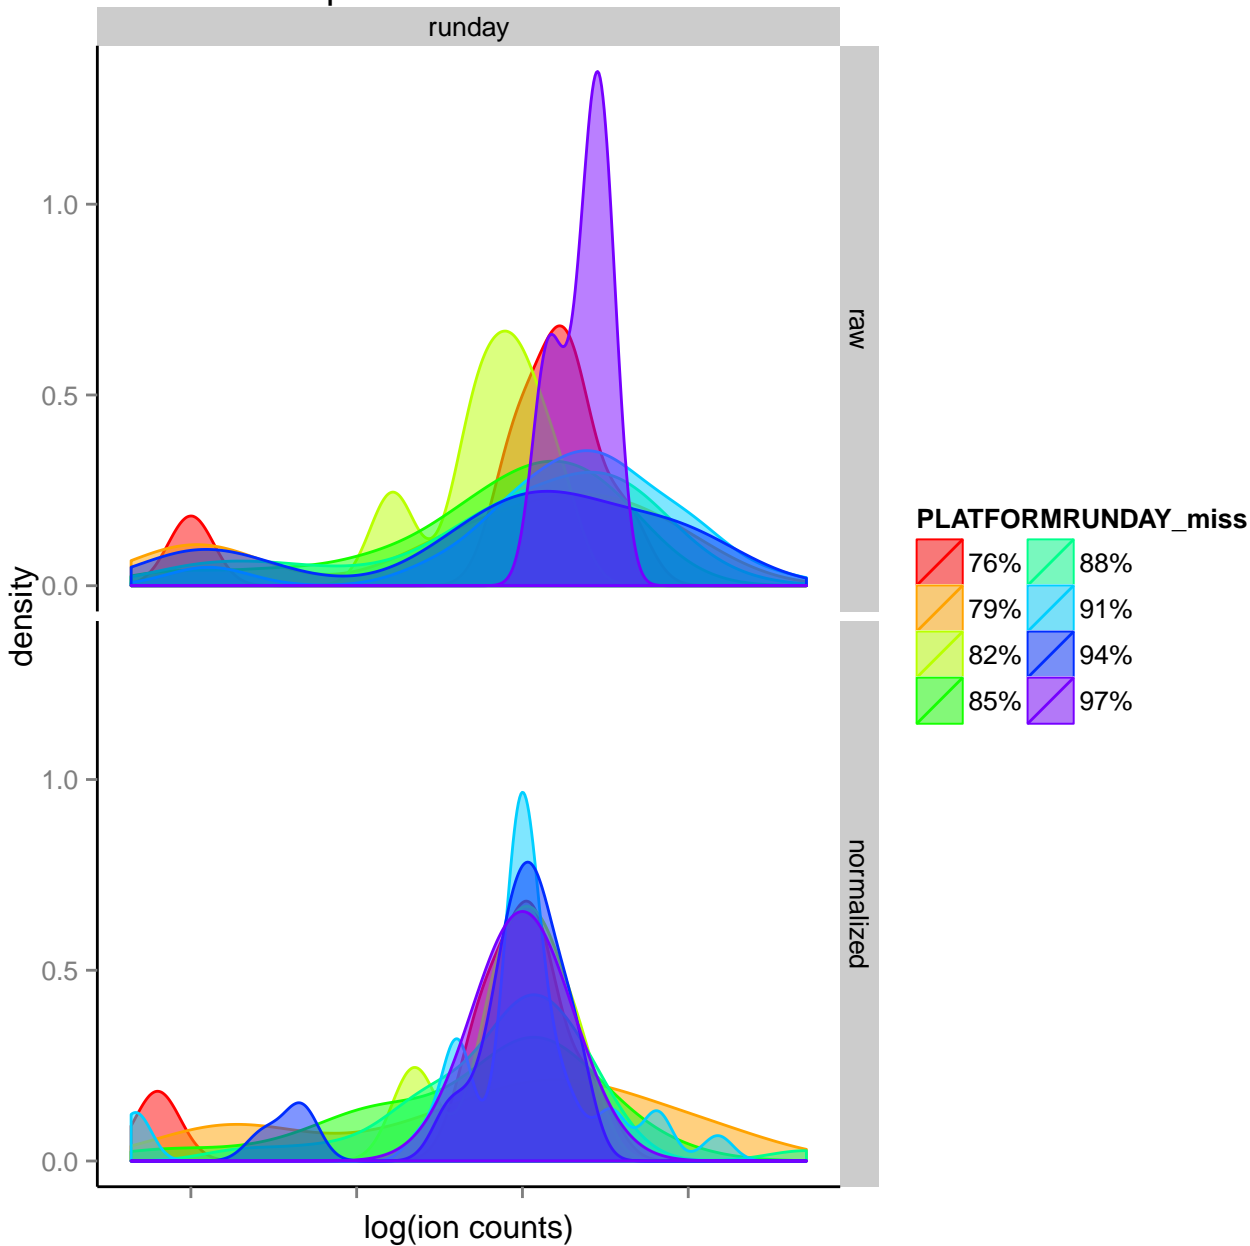 runday
raw
1.0
0.5
0.0
density
normalized
1.0
0.5
0.0
log(ion counts)
PLATFORMRUNDAY_miss
76% 88%
79% 91%
82% 94%
85% 97%